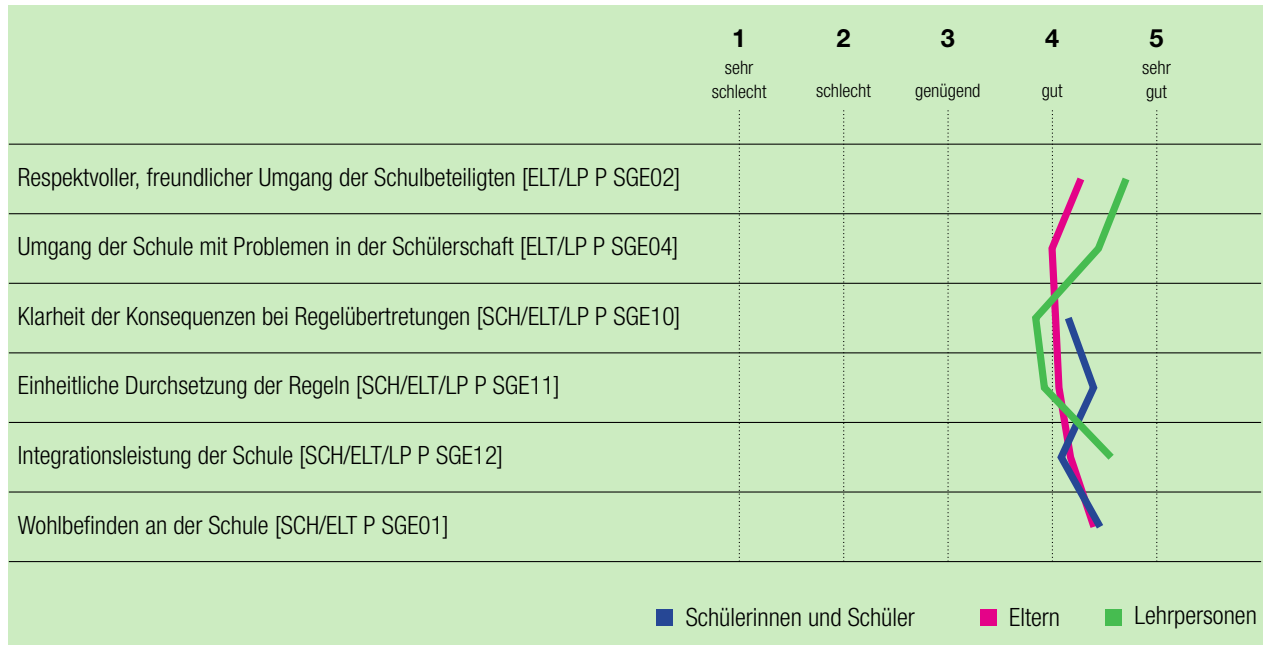 1 2 3 4 5
sehr schlecht schlecht genügend gut sehr gut
Respektvoller, freundlicher Umgang der Schulbeteiligten [ELT/LP P SGE02]
Umgang der Schule mit Problemen in der Schülerschaft [ELT/LP P SGE04]
Klarheit der Konsequenzen bei Regelübertretungen [SCH/ELT/LP P SGE10]
Einheitliche Durchsetzung der Regeln [SCH/ELT/LP P SGE11]
Integrationsleistung der Schule [SCH/ELT/LP P SGE12]
Wohlbefinden an der Schule [SCH/ELT P SGE01]
Schülerinnen und Schüler Eltern Lehrpersonen